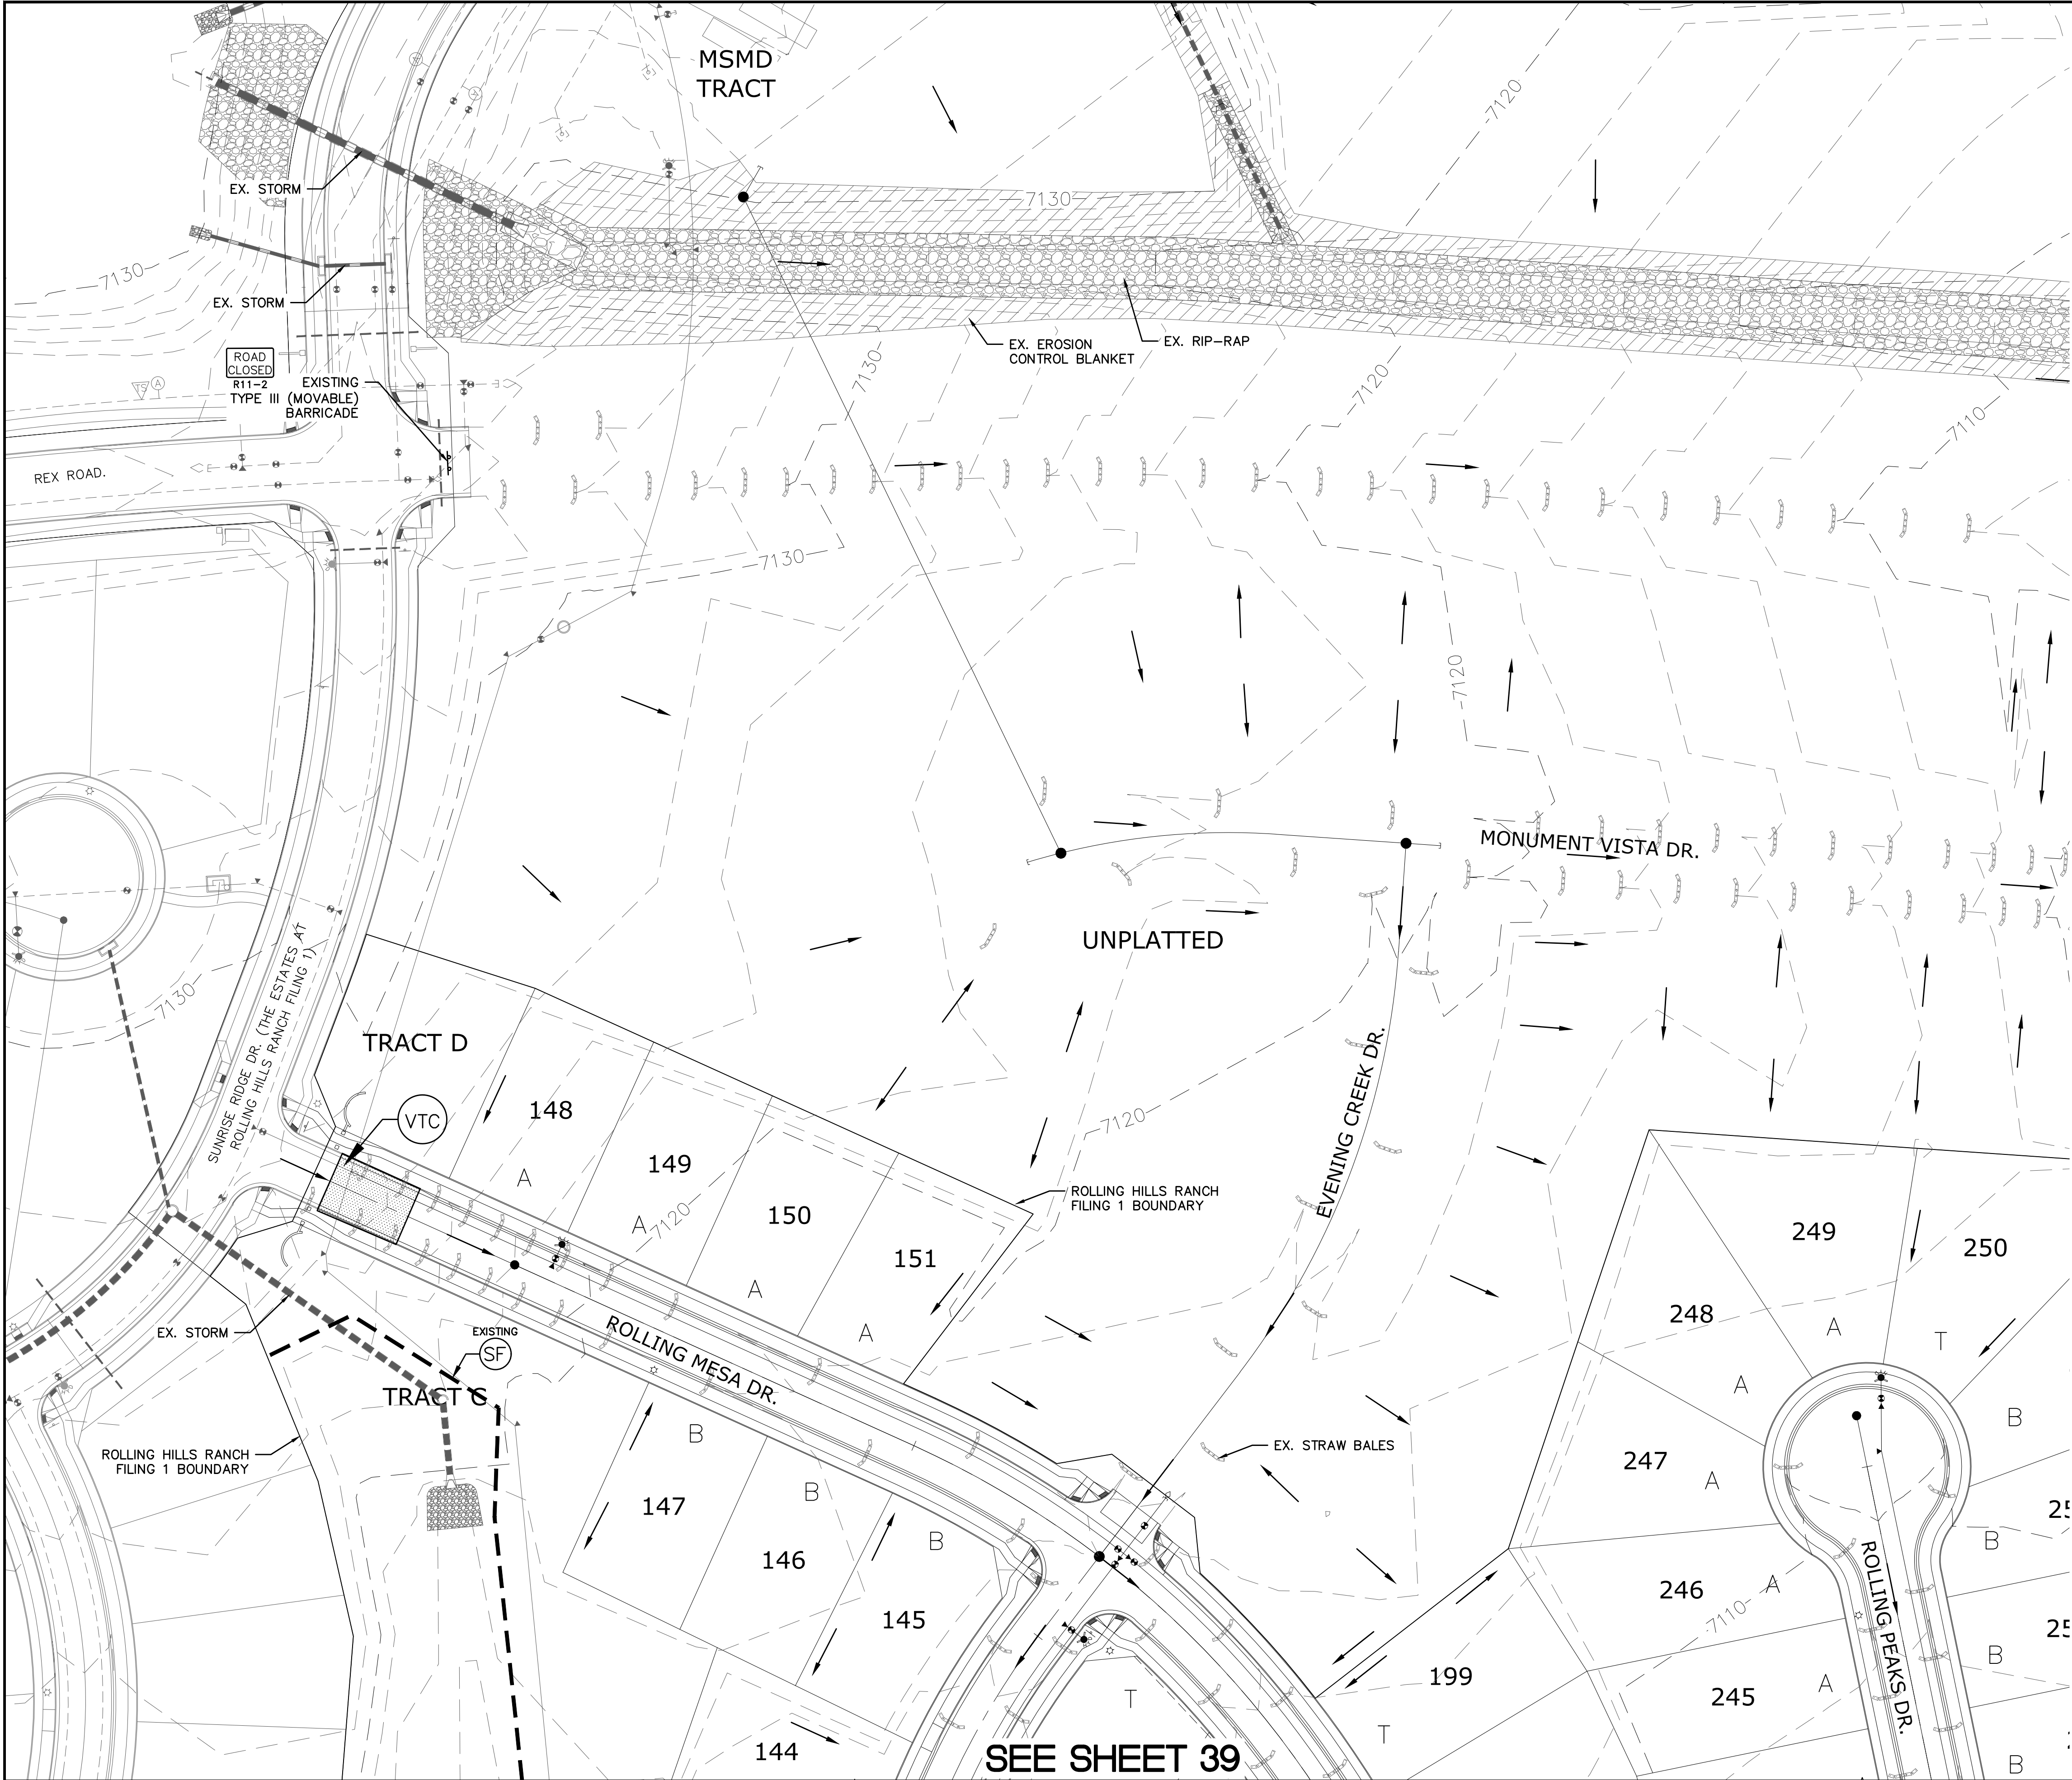 MSMD
TRACT
7120
EX. STORM
7130
7130
EX. STORM
EX. EROSION
CONTROL BLANKET
EX. RIP-RAP
ROAD
CLOSED
R11-2
EXISTING
TYPE III (MOVABLE)
BARRICADE
TS
A
7130
7120
7110
REX ROAD.
7130
7120
MONUMENT VISTA DR.
UNPLATTED
SUNRISE RIDGE DR. (THE ESTATES AT
ROLLING HILLS RANCH FILING 1)
7130
TRACT D
VTC
148
A
149
A
7120
150
A
151
A
7120
ROLLING HILLS RANCH
FILING 1 BOUNDARY
EVENING CREEK DR.
249
250
248
A
T
A
B
247
A
B
246
A
7110
B
245
A
B
ROLLING PEAKS DR.
EX. STORM
EXISTING
SF
TRACT G
ROLLING MESA DR.
ROLLING HILLS RANCH
FILING 1 BOUNDARY
EX. STRAW BALES
B
147
B
146
B
145
199
T
T
144
SEE SHEET 39